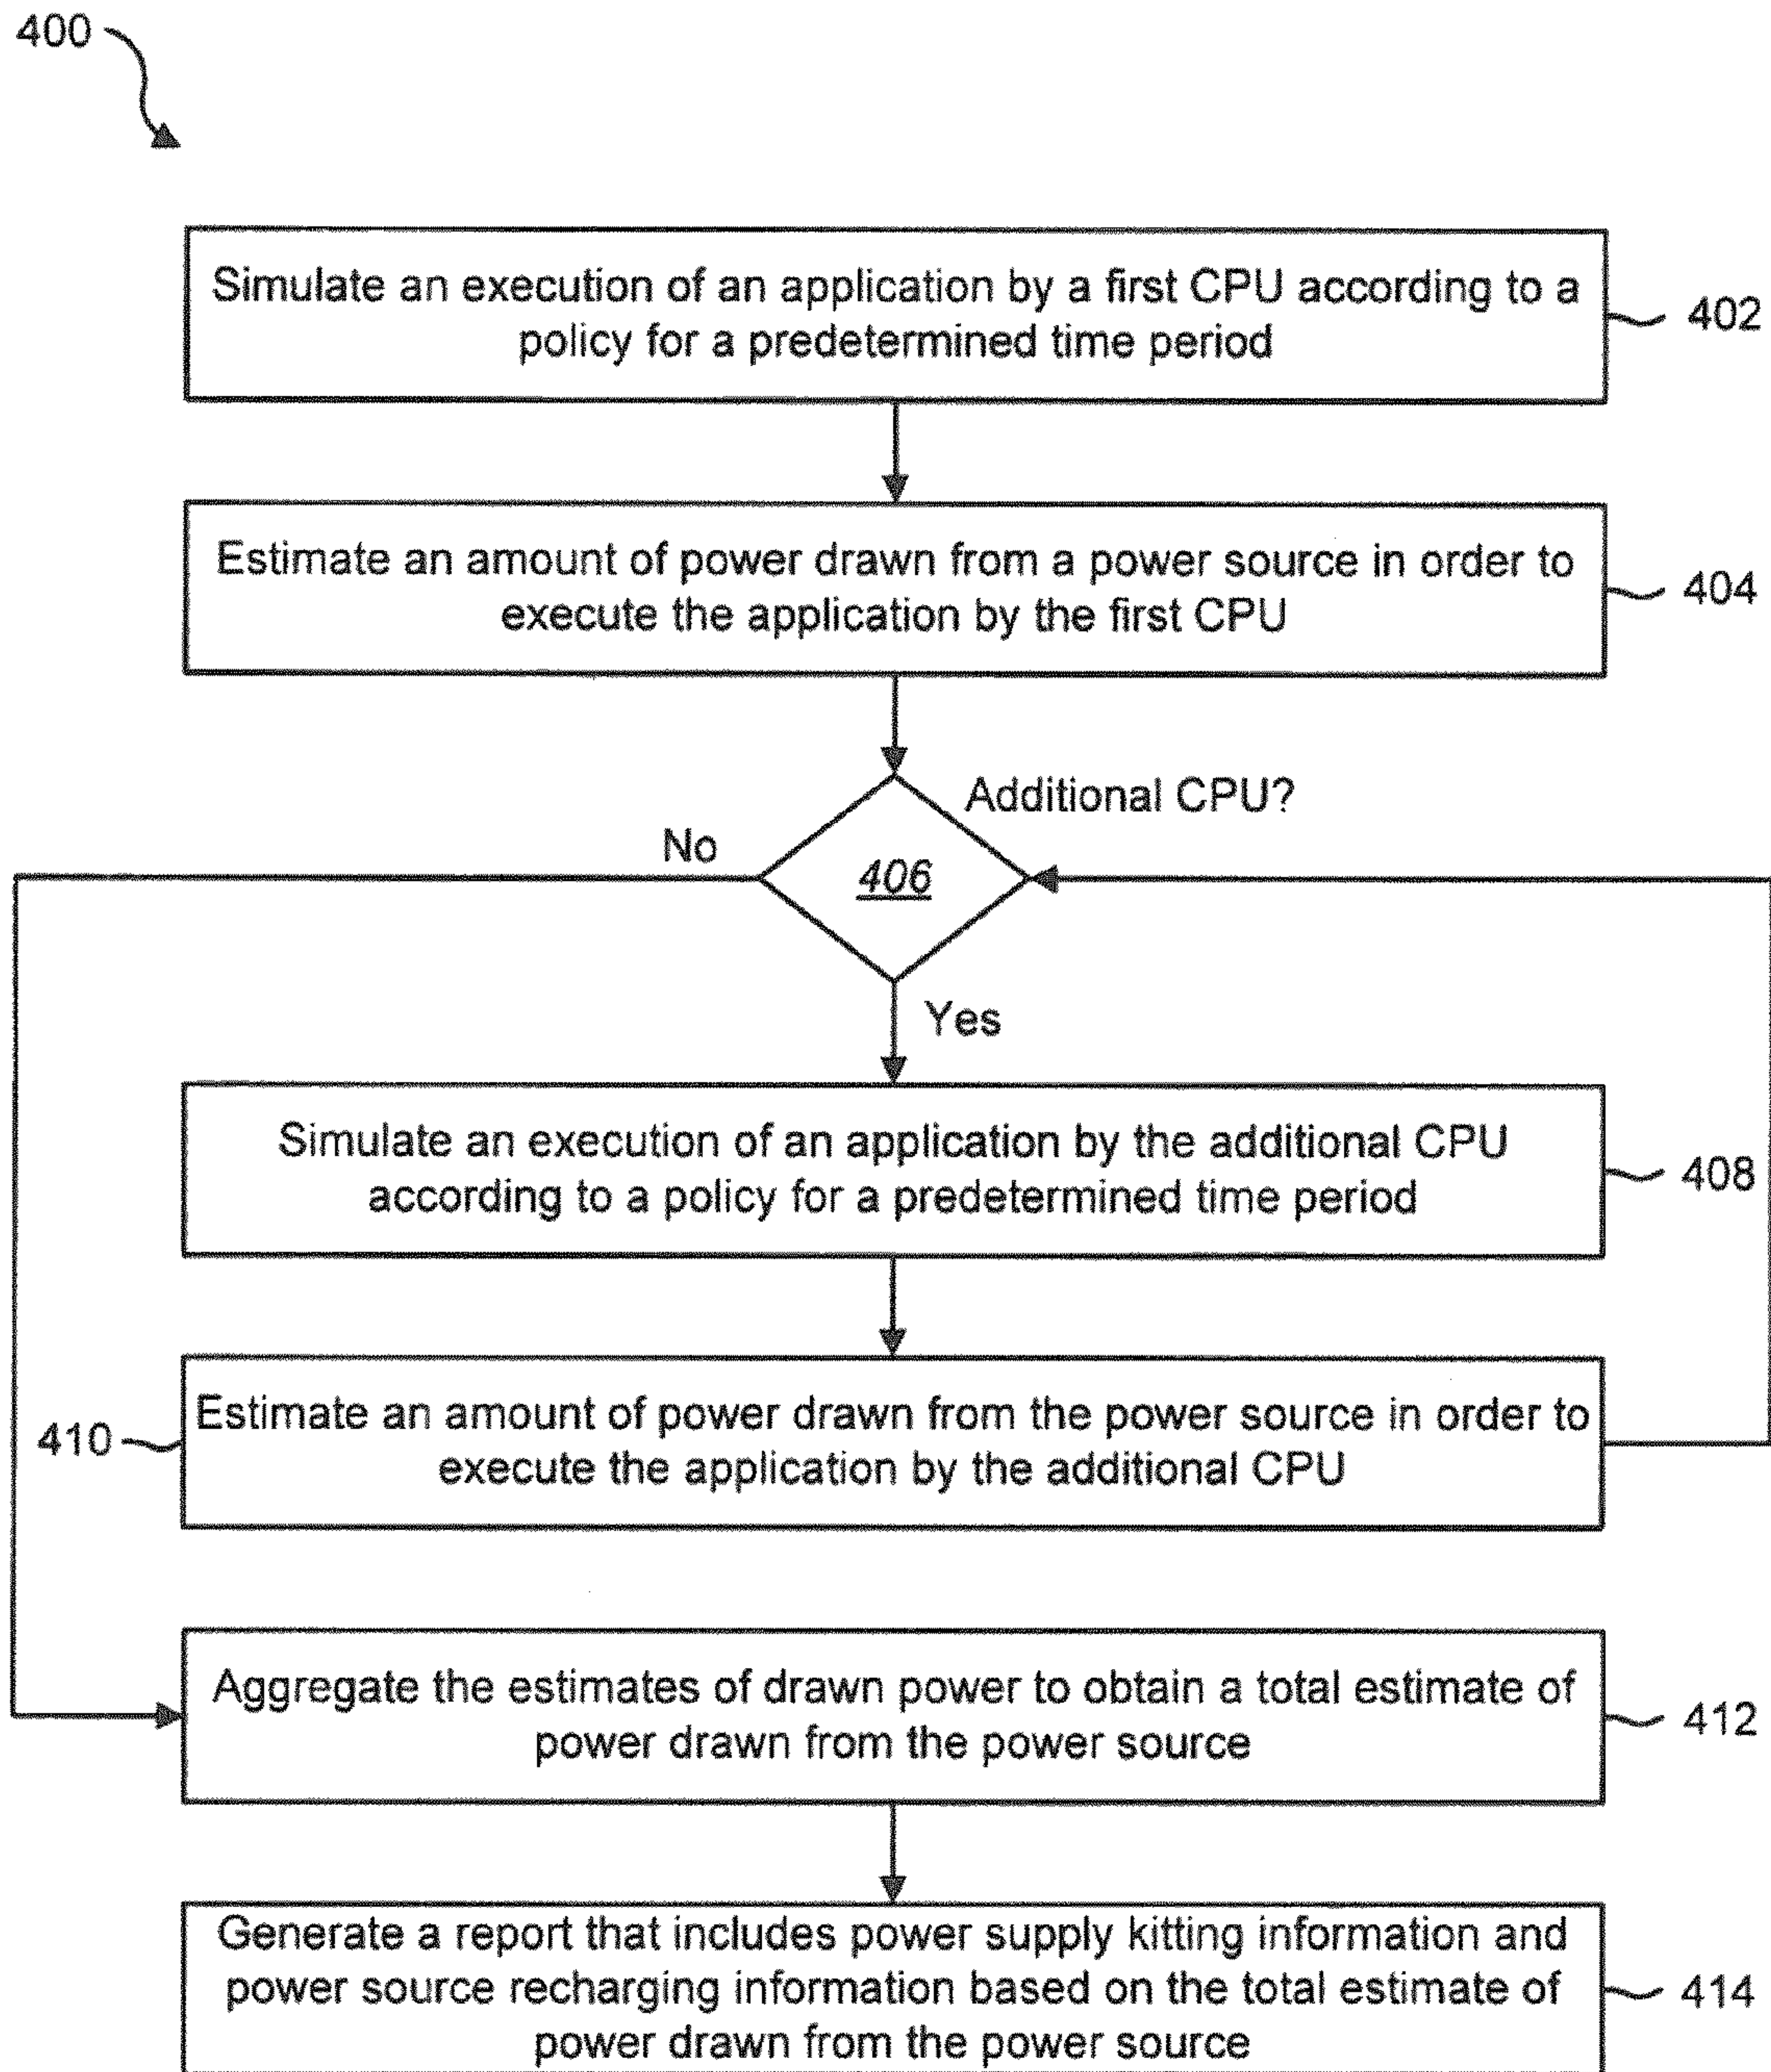 400
Simulate an execution of an application by a first CPU according to a
policy for a predetermined time period
402
Estimate an amount of power drawn from a power source in order to
execute the application by the first CPU
404
Additional CPU?
No
406
Yes
Simulate an execution of an application by the additional CPU
according to a policy for a predetermined time period
408
Estimate an amount of power drawn from the power source in order to
execute the application by the additional CPU
410
Aggregate the estimates of drawn power to obtain a total estimate of
power drawn from the power source
412
Generate a report that includes power supply kitting information and
power source recharging information based on the total estimate of
power drawn from the power source
414